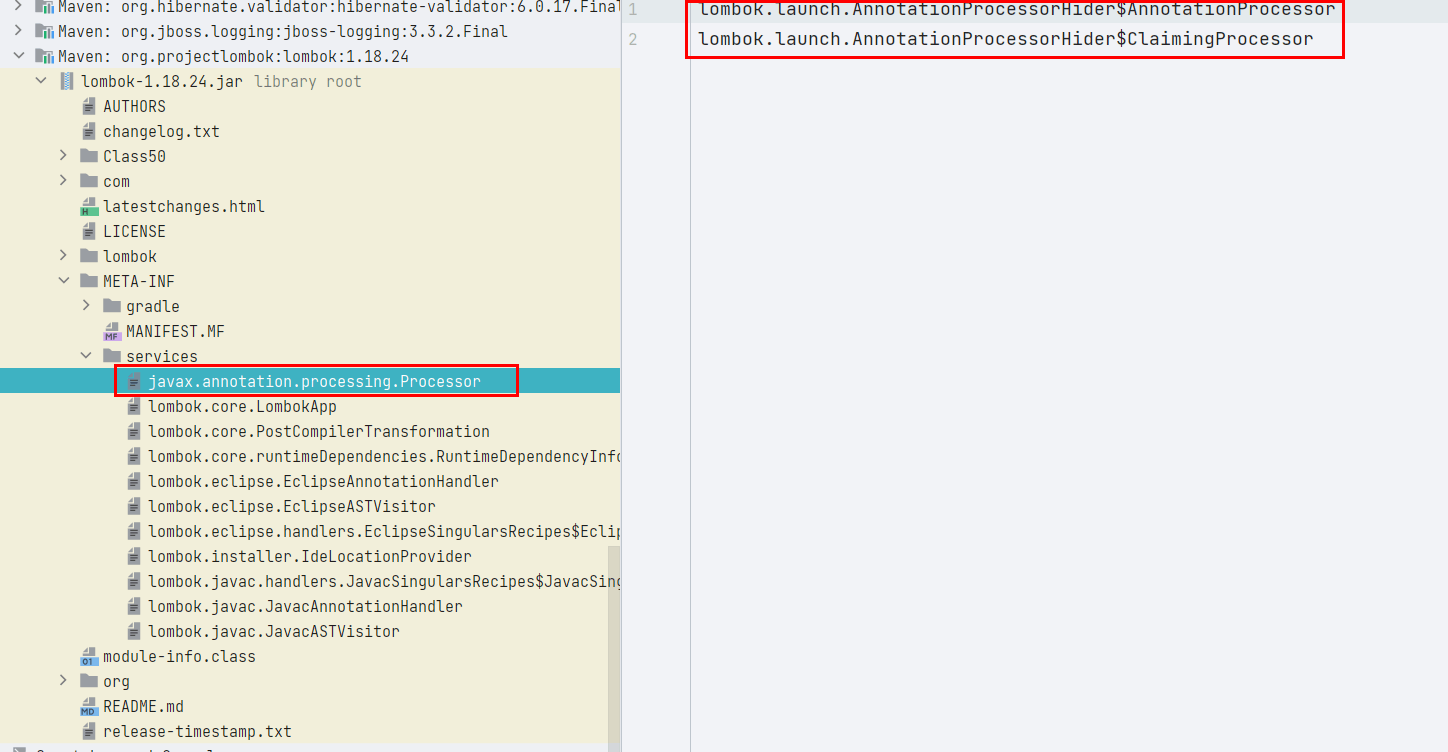 Maven: org.hibernate.validator:hibernate-validator:6.0.17.Final
Maven: org.jboss.logging:jboss-logging:3.3.2.Final
Maven: org.projectlombok:lombok:1.18.24
lombok-1.18.24.jar library root
AUTHORS
changelog.txt
Class50
com
H latestchanges.html
LICENSE
lombok
META-INF
gradle
MF MANIFEST.MF
services
javax.annotation.processing.Processor
lombok.core.LombokApp
lombok.core.PostCompilerTransformation
lombok.core.runtimeDependencies.RuntimeDependencyInfo
lombok.eclipse.EclipseAnnotationHandler
lombok.eclipse.EclipseASTVisitor
lombok.eclipse.handlers.EclipseSingularsRecipes$Eclip
lombok.installer.IdeLocationProvider
lombok.javac.handlers.JavacSingularsRecipes$JavacSing
lombok.javac.JavacAnnotationHandler
lombok.javac.JavacASTVisitor
01 module-info.class
org
MD README.md
release-timestamp.txt
1 lombok.launch.AnnotationProcessorHider$AnnotationProcessor
2 lombok.launch.AnnotationProcessorHider$ClaimingProcessor